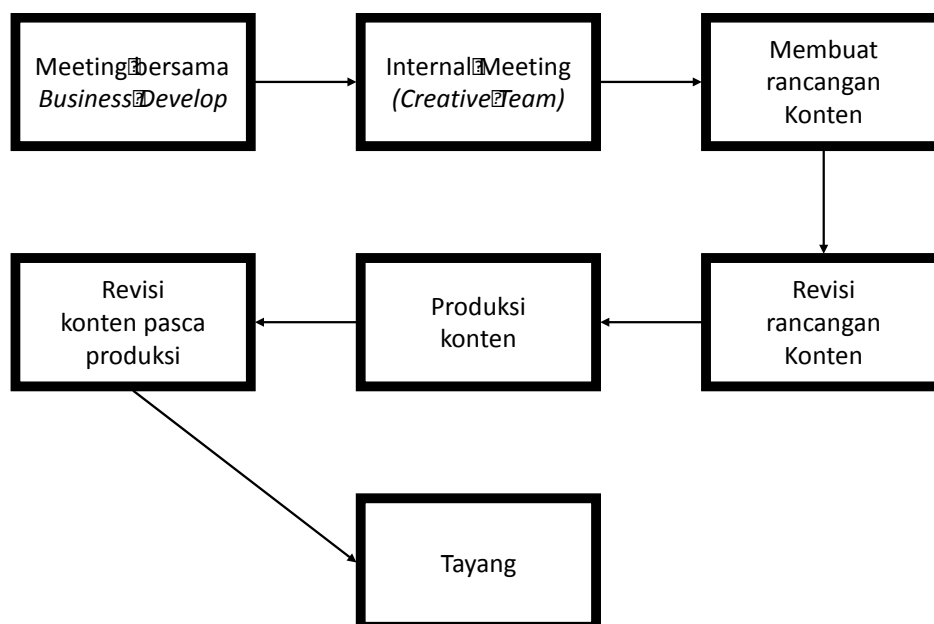 Meeting bersama
Business Develop
Internal Meeting
(Creative Team)
Membuat
rancangan
Konten
Revisi
rancangan
Konten
Produksi
konten
Revisi
konten pasca
produksi
Tayang